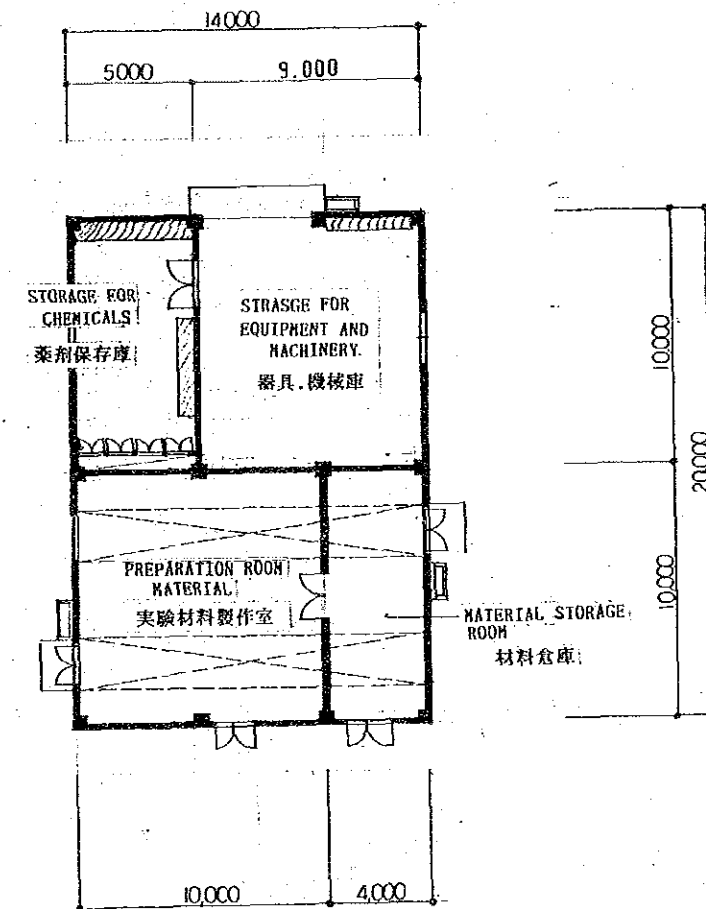 14000
5000
9.000
STORAGE FOR
CHEMICALS
薬剤保存庫
STRASGE FOR
EQUIPMENT AND
MACHINERY.
器具.機械庫
10,000
20,000
10,000
PREPARATION ROOM
MATERIAL
実験材料製作室
MATERIAL STORAGE
ROOM
材料倉庫
10,000
4,000